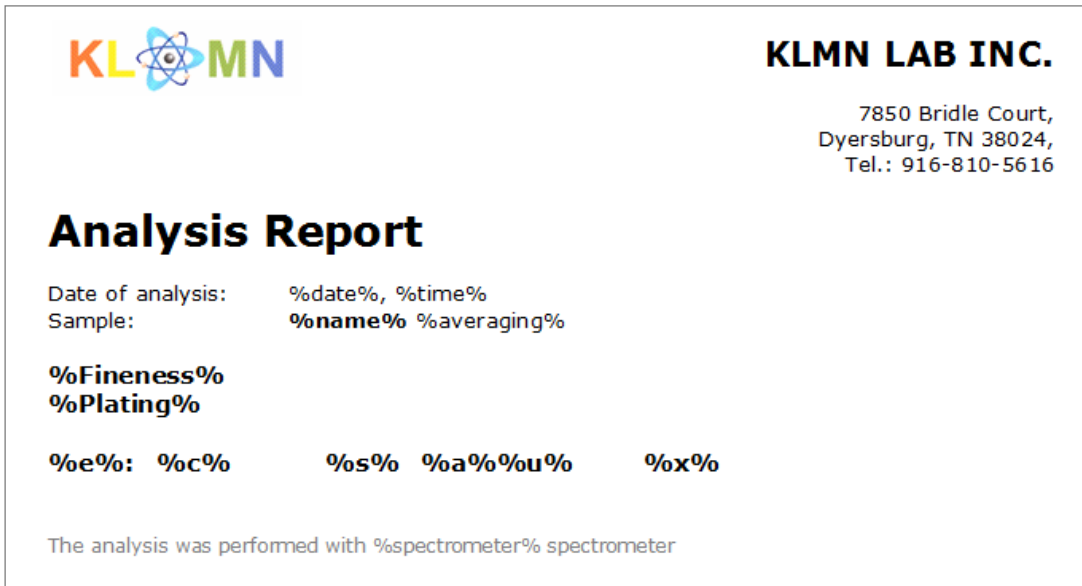 KLMN
KLMN LAB INC.
7850 Bridle Court,
Dyersburg, TN 38024,
Tel.: 916-810-5616
Analysis Report
Date of analysis: %date%, %time%
Sample: %name% %averaging%
%Fineness%
%Plating%
%e%: %c% %s% %a%%u% %x%
The analysis was performed with %spectrometer% spectrometer